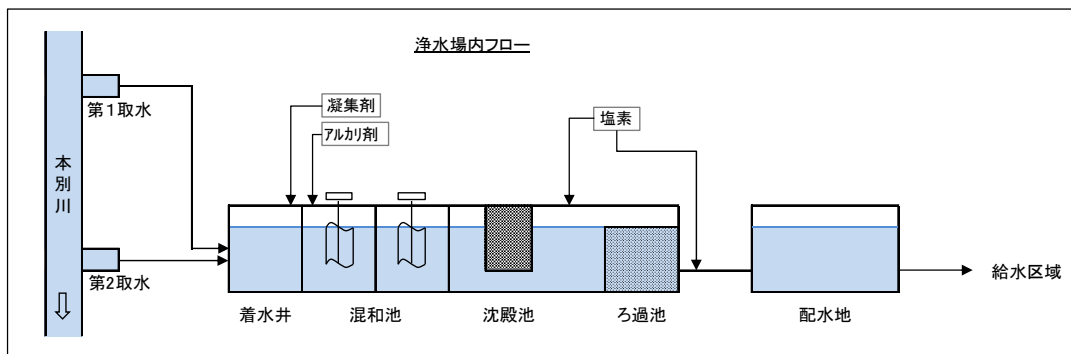 浄水場内フロー
第1取水
凝集剤
アルカリ剤
塩素
本別川
第2取水
給水区域
着水井
混和池
沈殿池
ろ過池
配水地